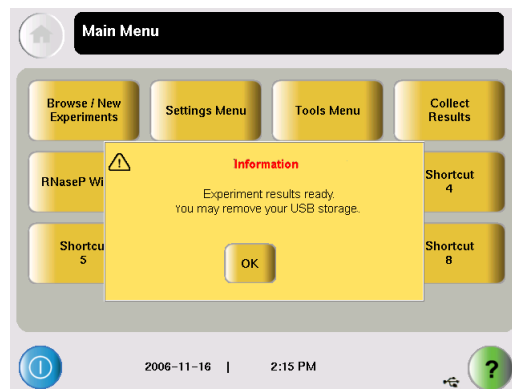 Main Menu
Browse / New
Experiments
Settings Menu
Tools Menu
Collect
Results
RNaseP Wi
Shortcut
4
Shortcu
5
Shortcut
8
Information
Experiment results ready.
You may remove your USB storage.
OK
2006-11-16 | 2:15 PM
?